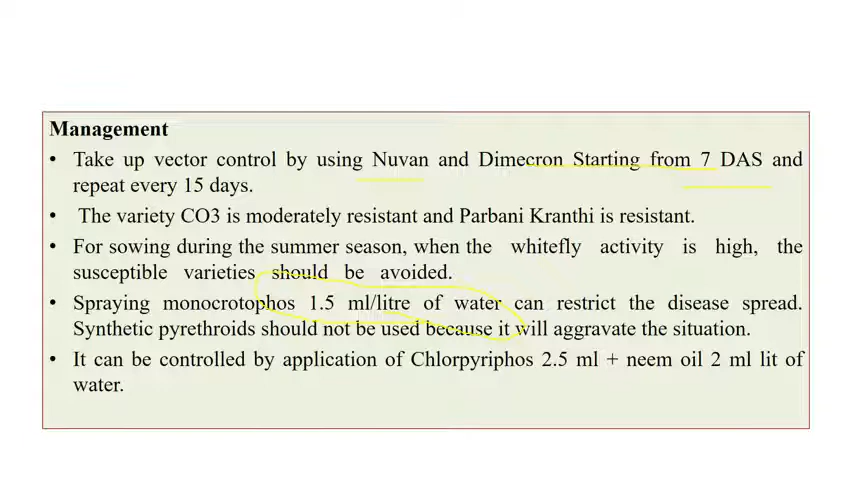 Management
• Take up vector control by using Nuvan and Dimecron Starting from 7 DAS and
repeat every 15 days.
• The variety CO3 is moderately resistant and Parbani Kranthi is resistant.
• For sowing during the summer season, when the whitefly activity is high, the
susceptible varieties should be avoided.
• Spraying monocrotophos 1.5 ml/litre of water can restrict the disease spread.
Synthetic pyrethroids should not be used because it will aggravate the situation.
• It can be controlled by application of Chlorpyriphos 2.5 ml + neem oil 2 ml lit of
water.